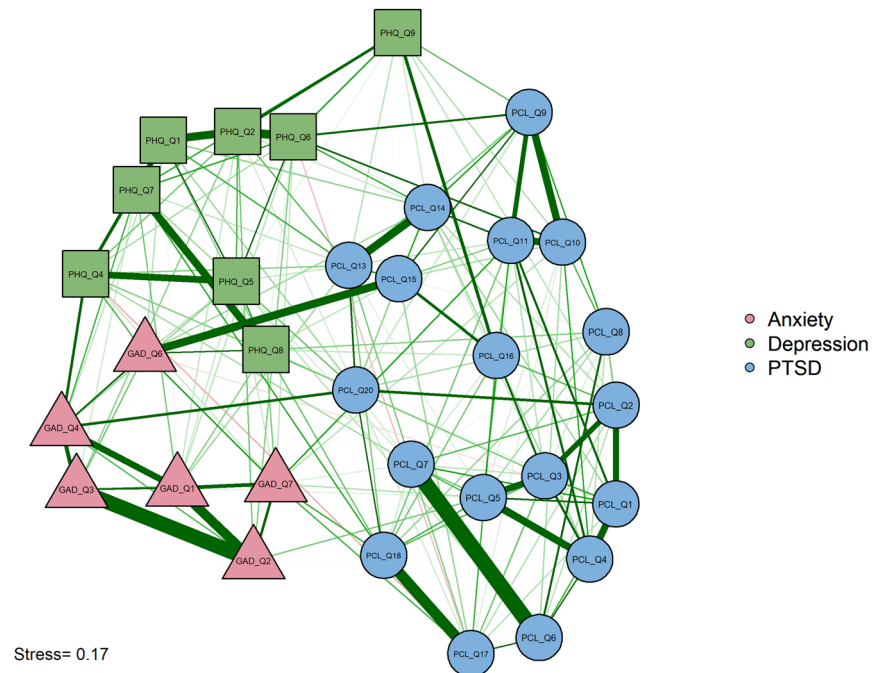 PHQ_Q9
PCL_Q9
PHQ_Q2
PHQ_Q6
PHQ_Q1
PHQ_Q7
PCL_Q14
PCL_Q11
PCL_Q10
PCL_Q13
PHQ_Q4
PCL_Q15
PHQ_Q5
Anxiety
Depression
PTSD
PCL_Q8
PHQ_Q8
GAD_Q6
PCL_Q16
PCL_Q20
PCL_Q2
GAD_Q4
PCL_Q7
PCL_Q3
GAD_Q7
GAD_Q1
GAD_Q3
PCL_Q5
PCL_Q1
PCL_Q18
PCL_Q4
GAD_Q2
PCL_Q6
PCL_Q17
Stress= 0.17